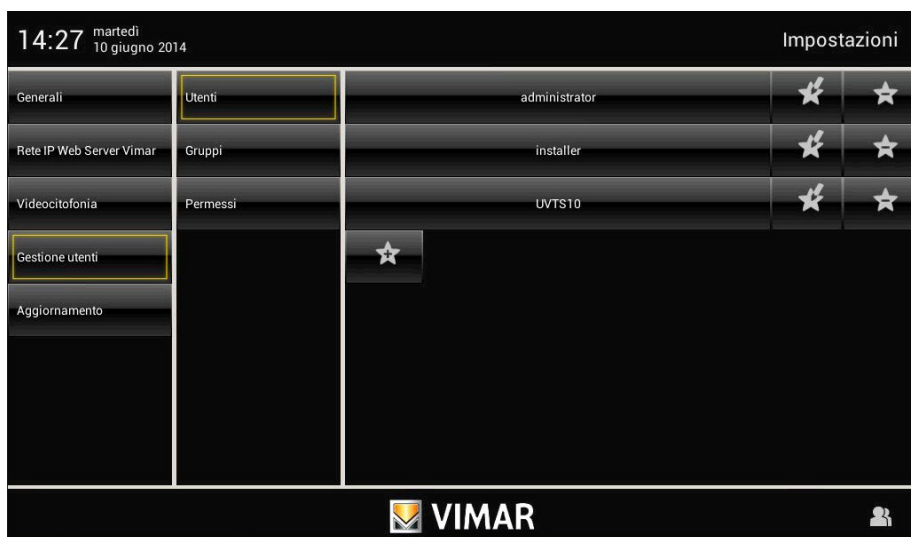 14:27
martedì
10 giugno 2014
Impostazioni
Generali
Utenti
administrator
Rete IP Web Server Vimar
Gruppi
installer
Videocitofonia
Permessi
UVTS10
Gestione utenti
Aggiornamento
VIMAR